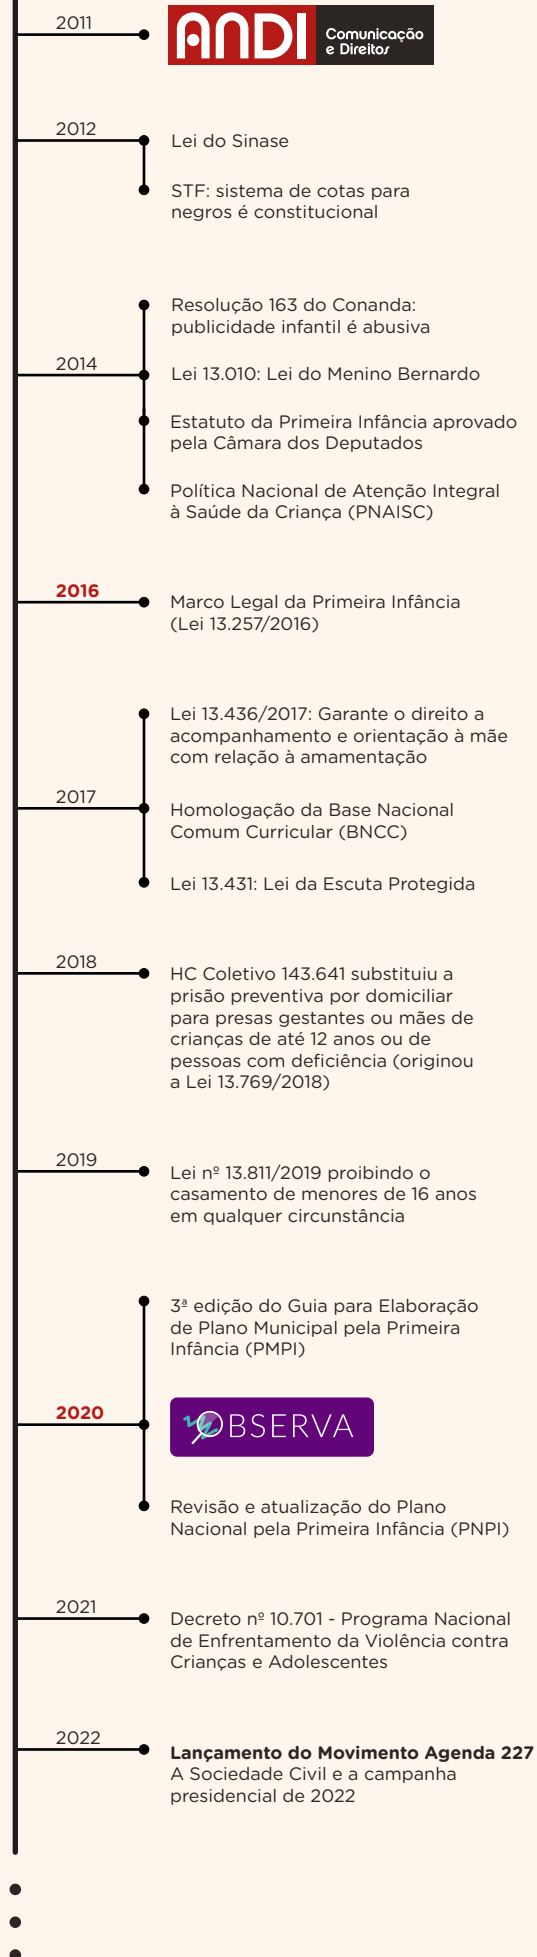 2011
ANDI Comunicação
e Direitos
2012
Lei do Sinase
STF: sistema de cotas para
negros é constitucional
Resolução 163 do Conanda:
publicidade infantil é abusiva
2014
Lei 13.010: Lei do Menino Bernardo
Estatuto da Primeira Infância aprovado
pela Câmara dos Deputados
Política Nacional de Atenção Integral
à Saúde da Criança (PNAISC)
2016
Marco Legal da Primeira Infância
(Lei 13.257/2016)
Lei 13.436/2017: Garante o direito a
acompanhamento e orientação à mãe
com relação à amamentação
2017
Homologação da Base Nacional
Comum Curricular (BNCC)
Lei 13.431: Lei da Escuta Protegida
2018
HC Coletivo 143.641 substituiu a
prisão preventiva por domiciliar
para presas gestantes ou mães de
crianças de até 12 anos ou de
pessoas com deficiência (originou
a Lei 13.769/2018)
2019
Lei nº 13.811/2019 proibindo o
casamento de menores de 16 anos
em qualquer circunstância
3ª edição do Guia para Elaboração
de Plano Municipal pela Primeira
Infância (PMPI)
2020
OBSERVA
Revisão e atualização do Plano
Nacional pela Primeira Infância (PNPI)
2021
Decreto nº 10.701 - Programa Nacional
de Enfrentamento da Violência contra
Crianças e Adolescentes
2022
Lançamento do Movimento Agenda 227
A Sociedade Civil e a campanha
presidencial de 2022